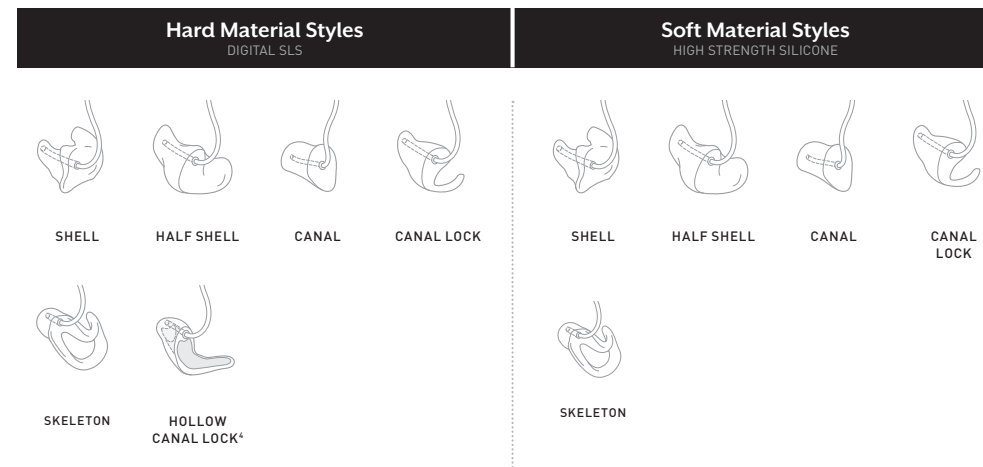 Hard Material Styles
DIGITAL SLS
SHELL
HALF SHELL
CANAL
CANAL LOCK
SKELETON
HOLLOW
CANAL LOCK⁴
Soft Material Styles
HIGH STRENGTH SILICONE
SHELL
HALF SHELL
CANAL
CANAL
LOCK
SKELETON